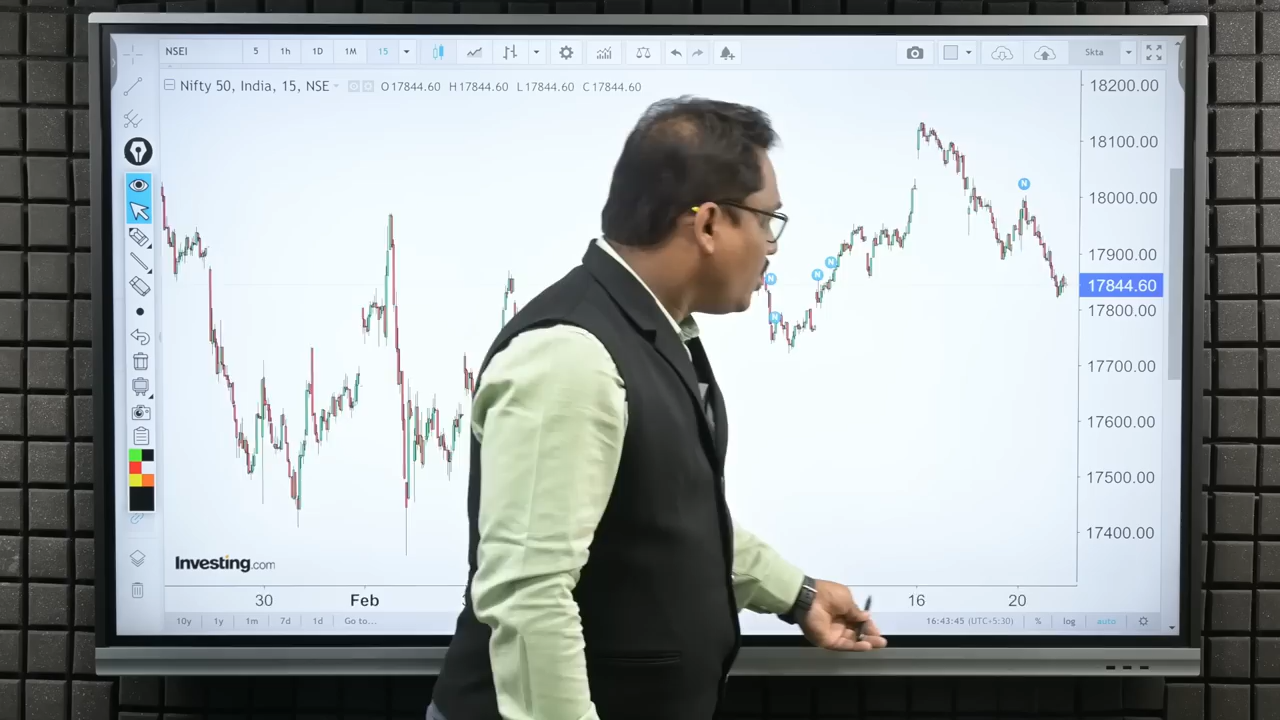 NSEI 5 1h 1D 1M 15 Skta
Nifty 50, India, 15, NSE O17844.60 H17844.60 L17844.60 C17844.60
18200.00
18100.00
N
18000.00
17900.00
N N N
17844.60
N
17800.00
17700.00
17600.00
17500.00
17400.00
Investing.com
30 Feb 16 20
10y 1y 1m 7d 1d Go to... 16:43:45 (UTC+5:30) % log auto